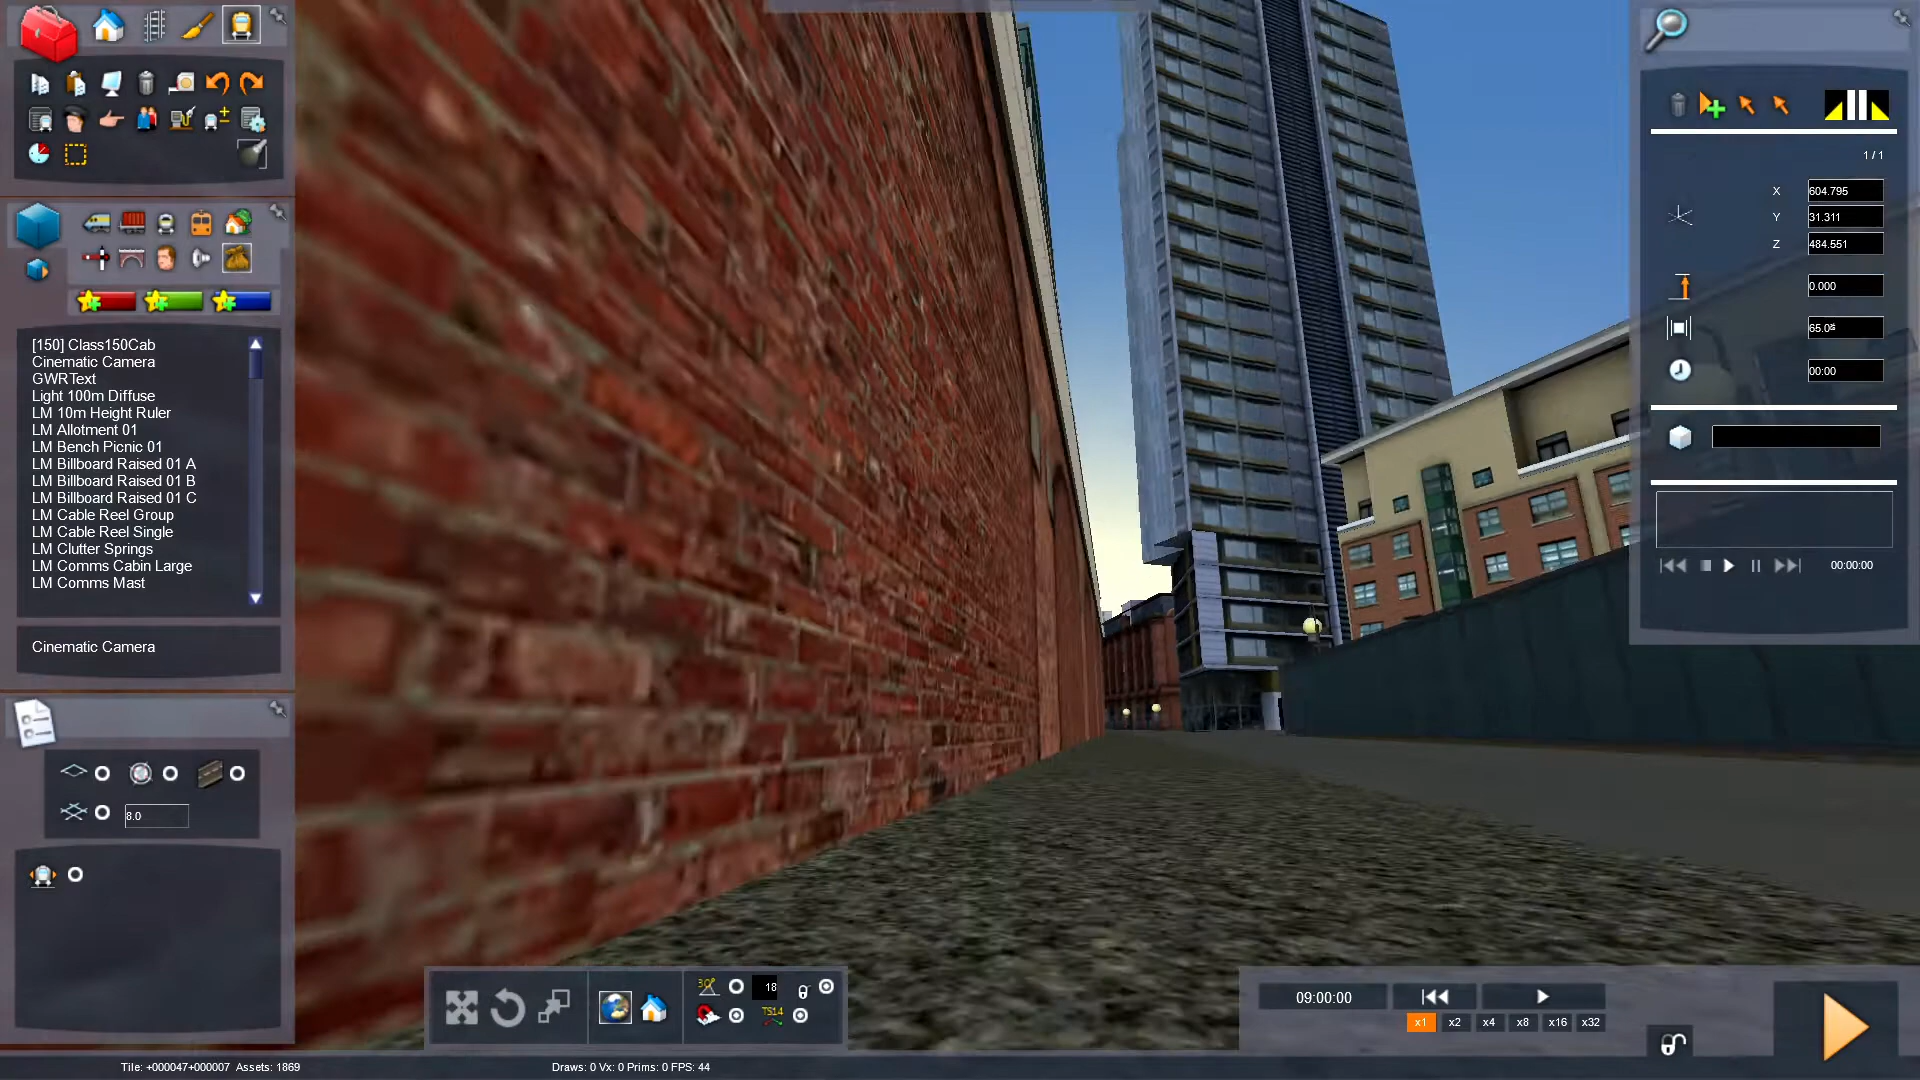 [150] Class150Cab
Cinematic Camera
GWRText
Light 100m Diffuse
LM 10m Height Ruler
LM Allotment 01
LM Bench Picnic 01
LM Billboard Raised 01 A
LM Billboard Raised 01 B
LM Billboard Raised 01 C
LM Cable Reel Group
LM Cable Reel Single
LM Clutter Springs
LM Comms Cabin Large
LM Comms Mast
Cinematic Camera
8.0
1 / 1
X 604.795
Y 31.311
Z 484.551
0.000
65.0
00:00
00:00:00
30°
18
TS14
09:00:00
x1 x2 x4 x8 x16 x32
Tile: +000047+000007 Assets: 1869
Draws: 0 Vx: 0 Prims: 0 FPS: 44